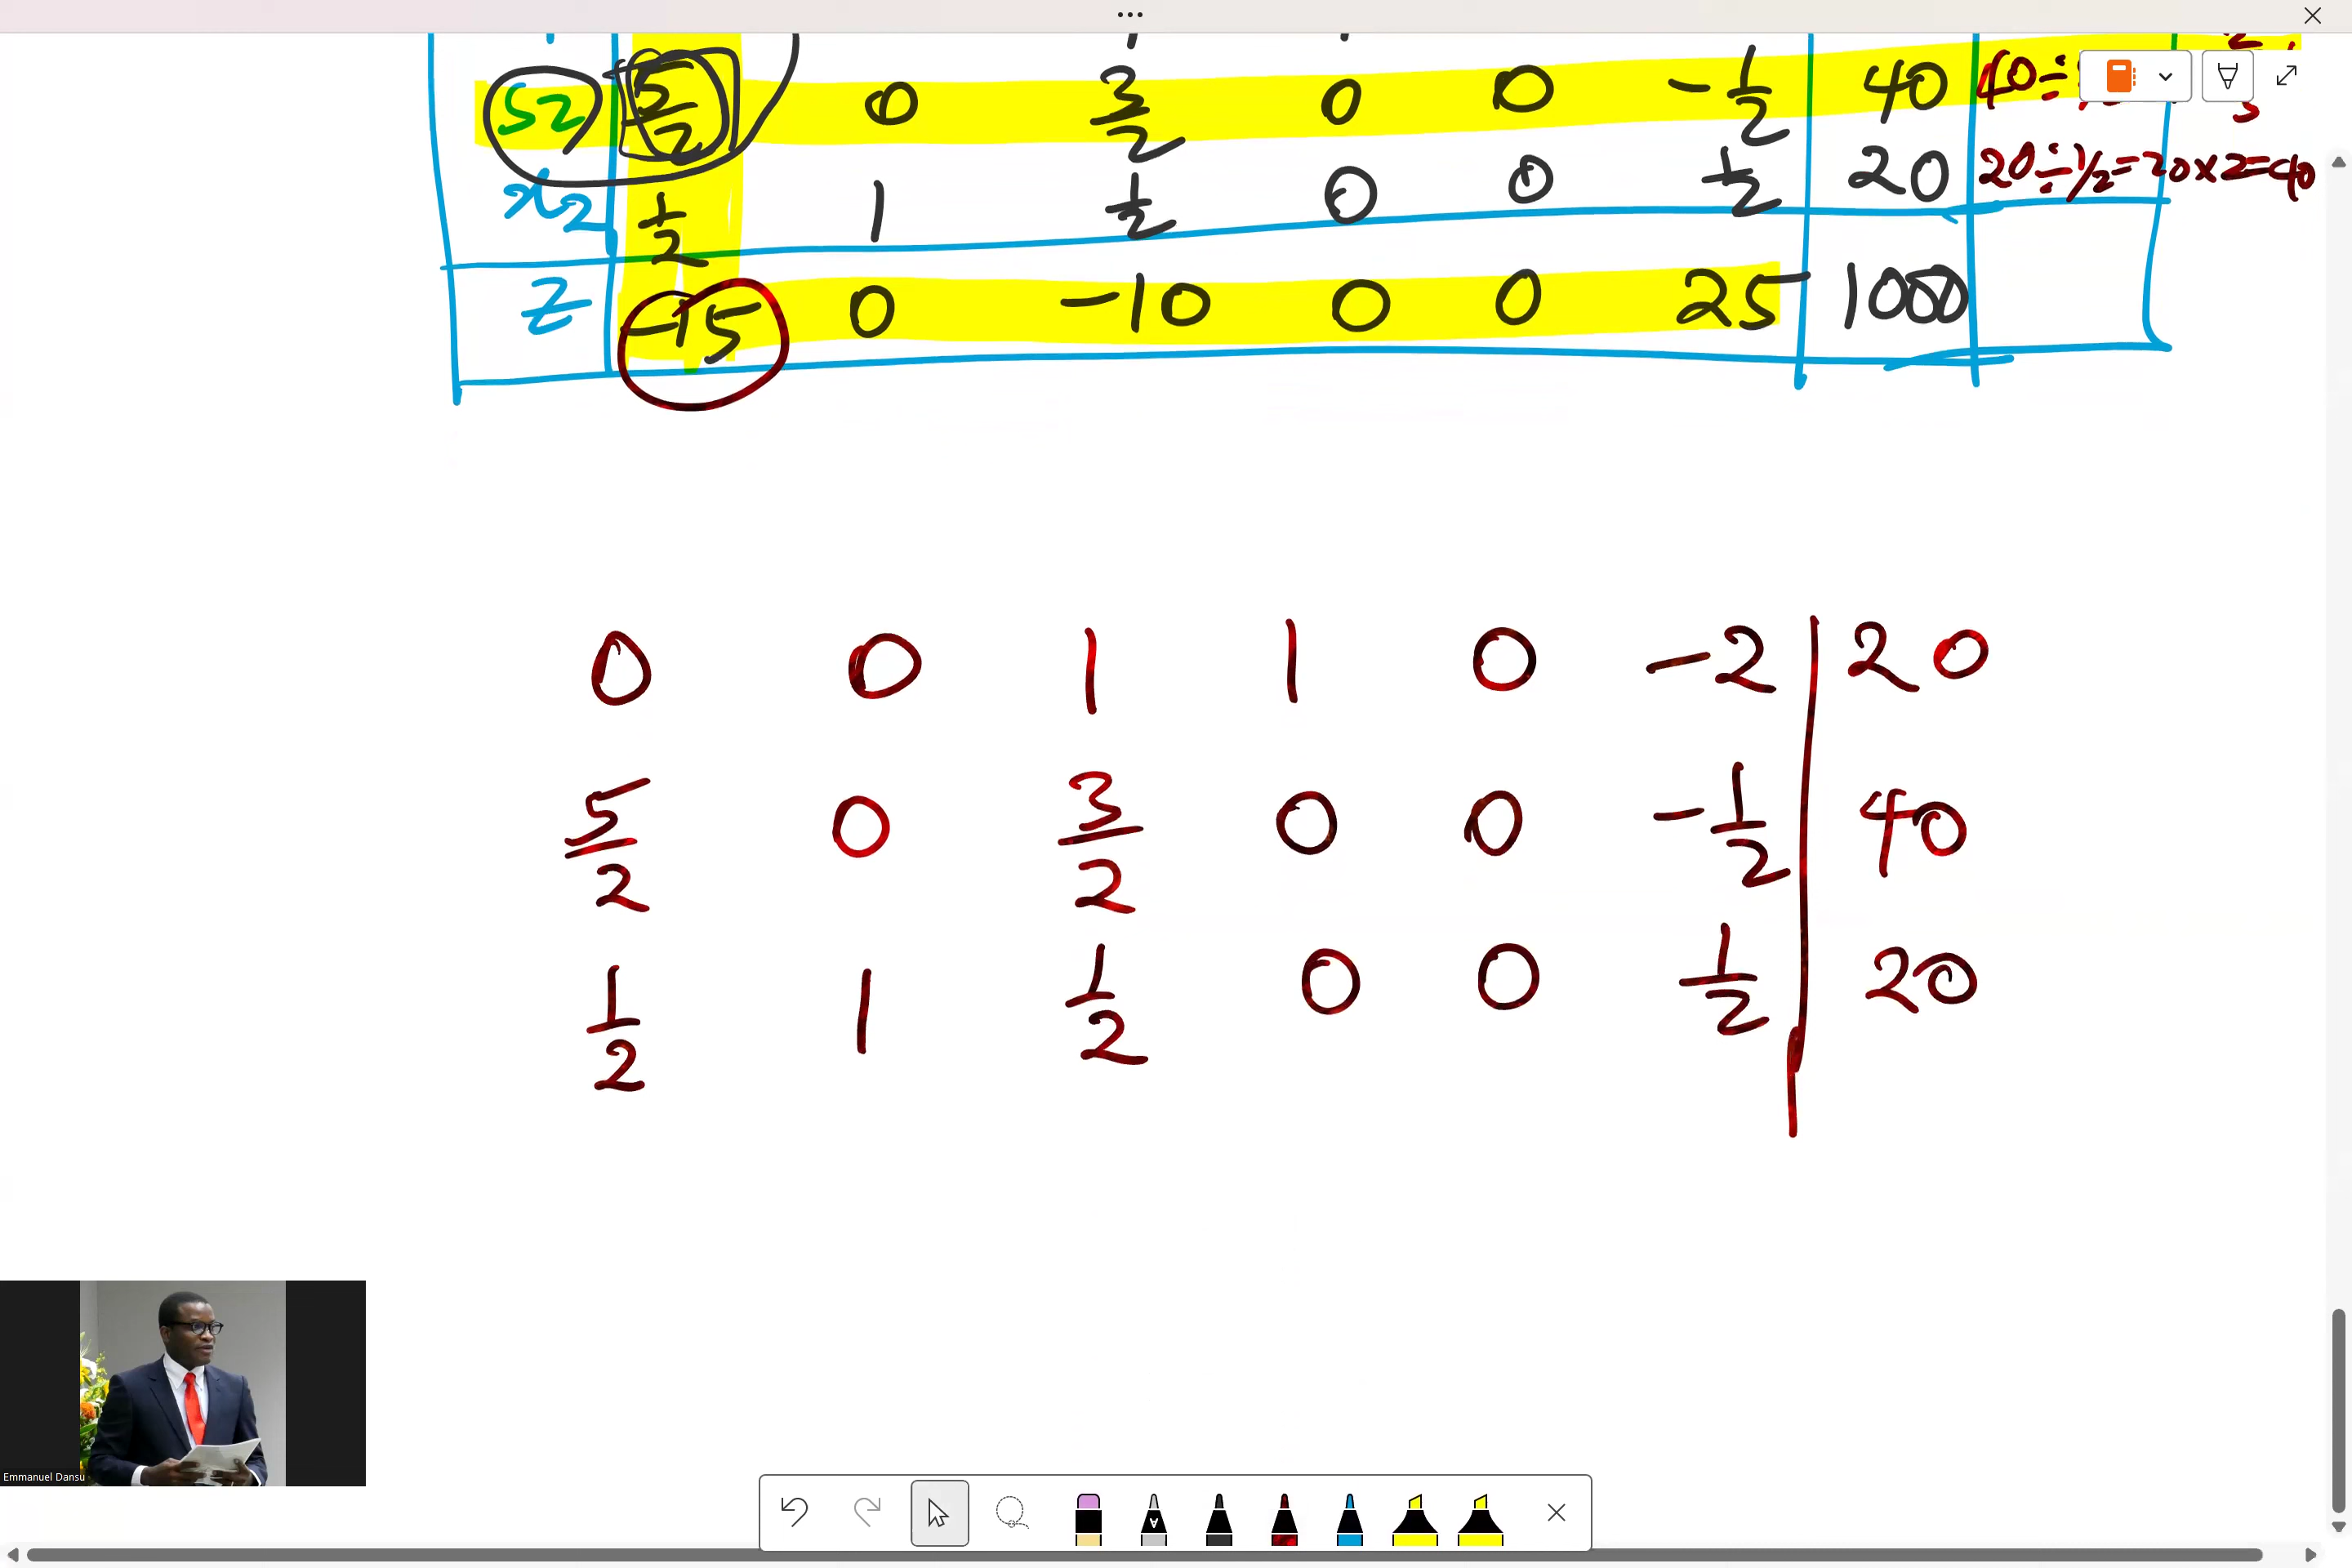 S2 5/2 0 3/2 0 0 -1/2 40 40÷
x2 1/2 1 1/2 0 0 1/2 20 20÷1/2=20x2=40
Z -15 0 -10 0 0 25 1000
0 0 1 1 0 -2 20
5/2 0 3/2 0 0 -1/2 40
1/2 1 1/2 0 0 1/2 20
Emmanuel Dansu